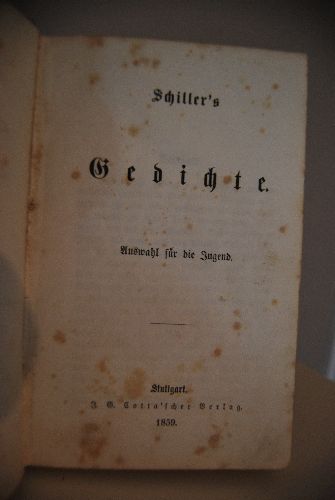 Schiller's
Gedichte.
Auswahl für die Jugend.
Stuttgart.
J. G. Cotta'scher Verlag.
1859.